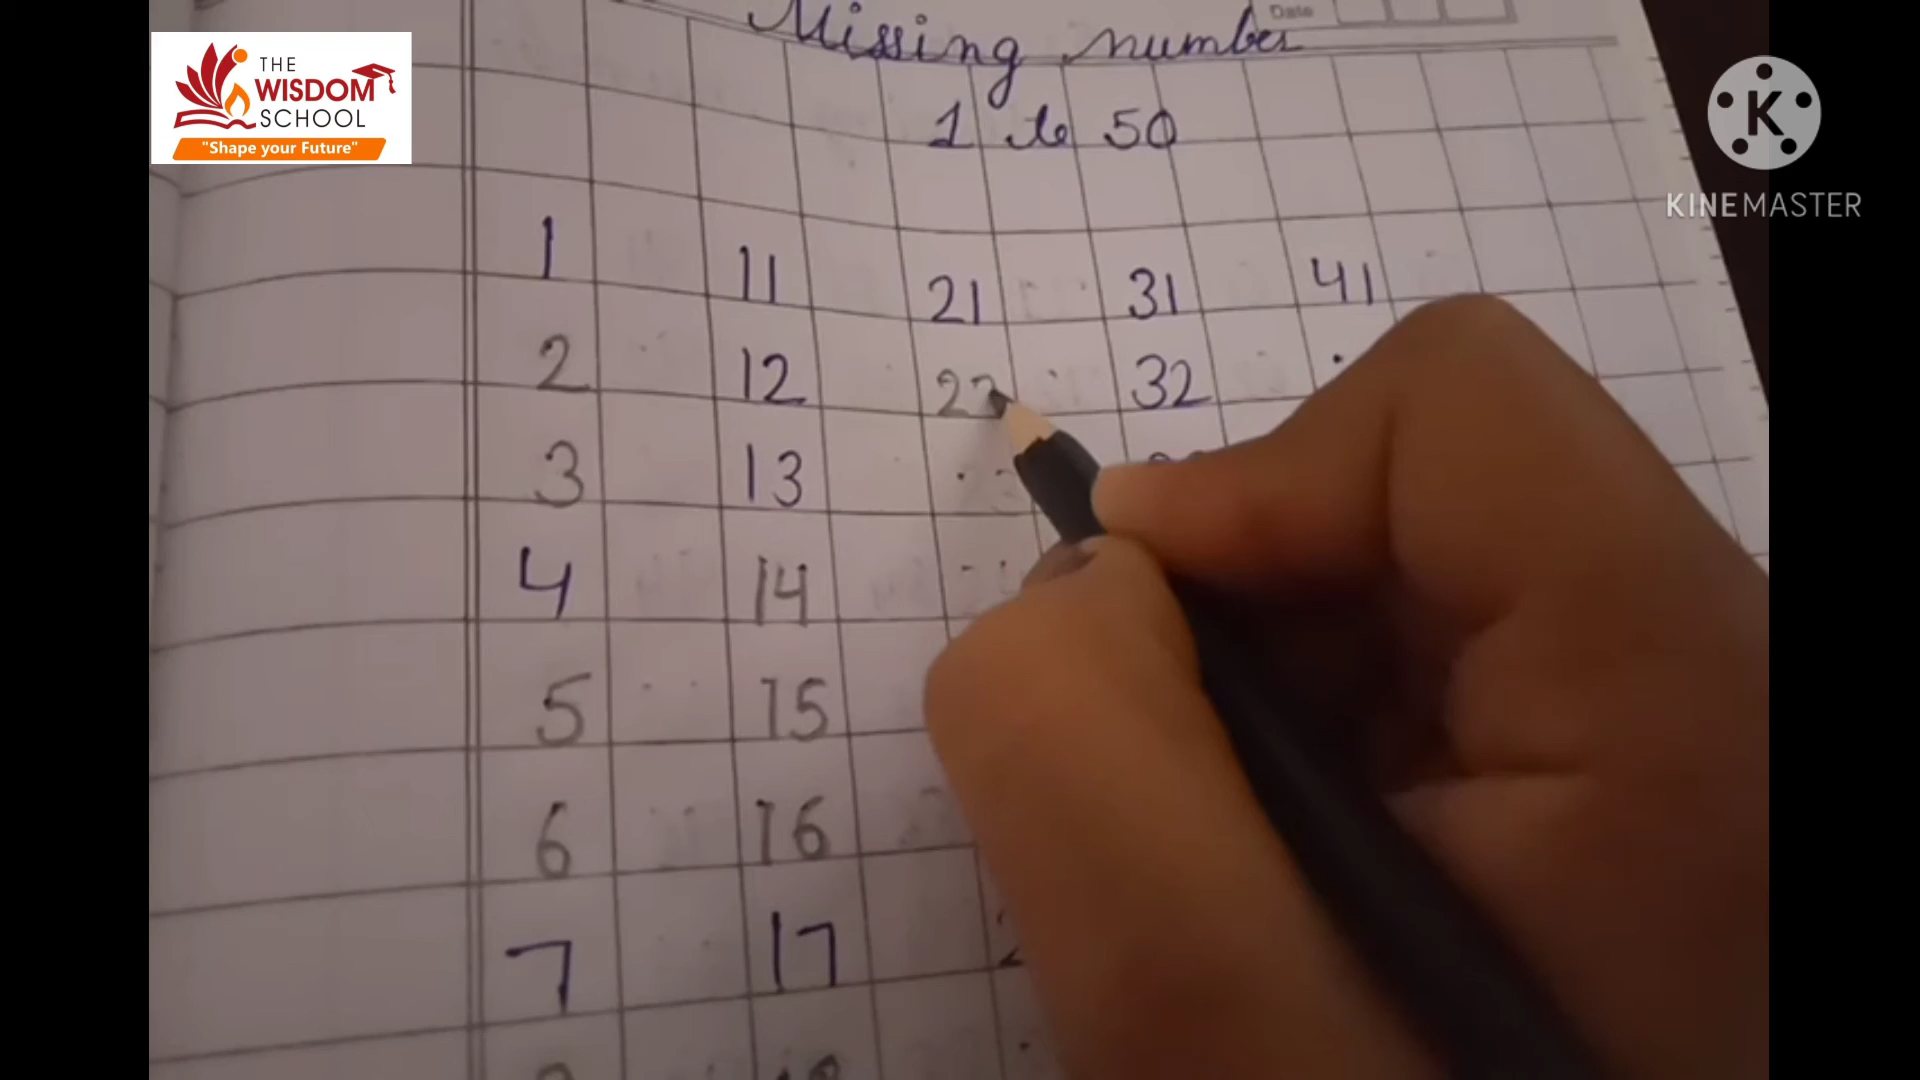 Date
Missing number
1 to 50
THE
WISDOM
SCHOOL
"Shape your Future"
K
KINEMASTER
1 11 21 31 41
2 12 22 32
3 13
4 14
5 15
6 16
7 17